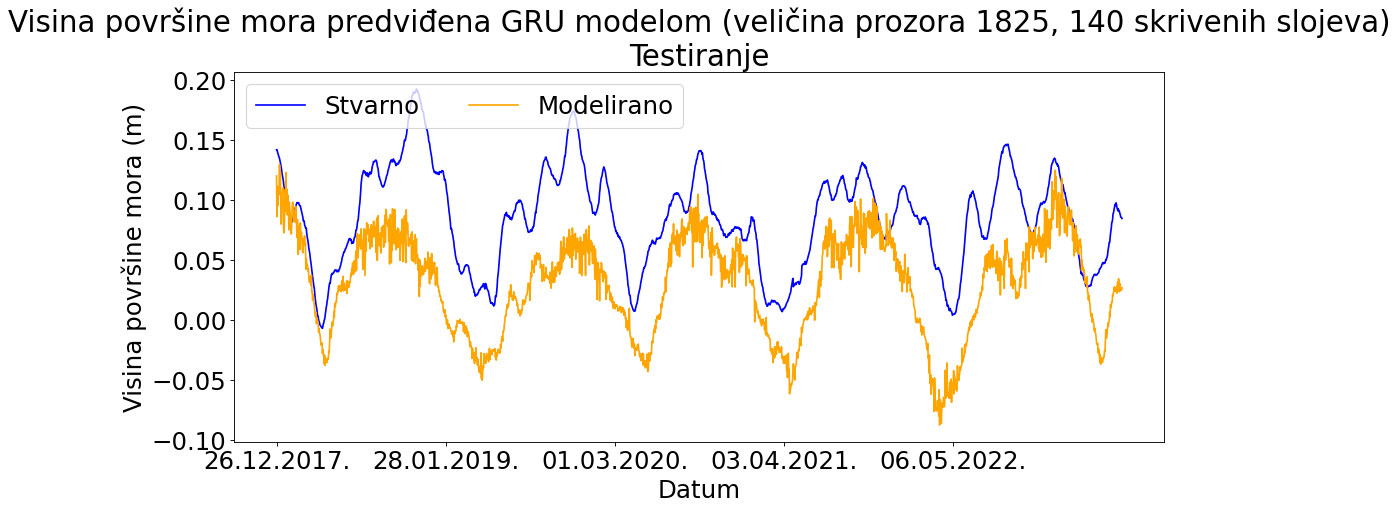 Visina površine mora predviđena GRU modelom (veličina prozora 1825, 140 skrivenih slojeva)
Testiranje
Stvarno Modelirano
Visina površine mora (m)
0.20
0.15
0.10
0.05
0.00
−0.05
−0.10
26.12.2017. 28.01.2019. 01.03.2020. 03.04.2021. 06.05.2022.
Datum